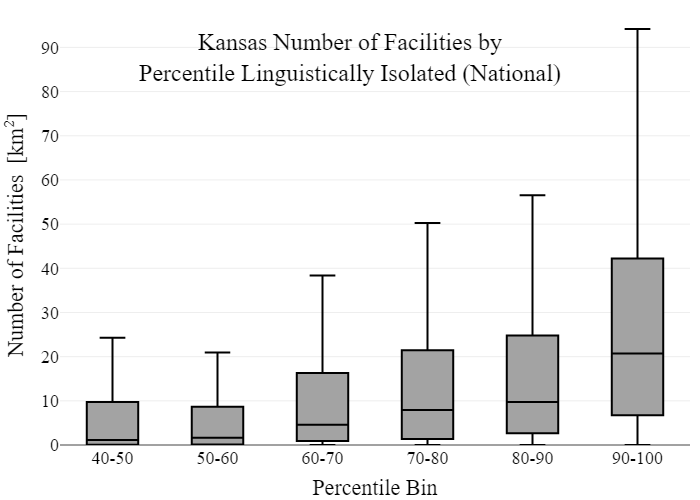 Kansas Number of Facilities by
Percentile Linguistically Isolated (National)
Number of Facilities [km²]
90
80
70
60
50
40
30
20
10
0
40-50 50-60 60-70 70-80 80-90 90-100
Percentile Bin